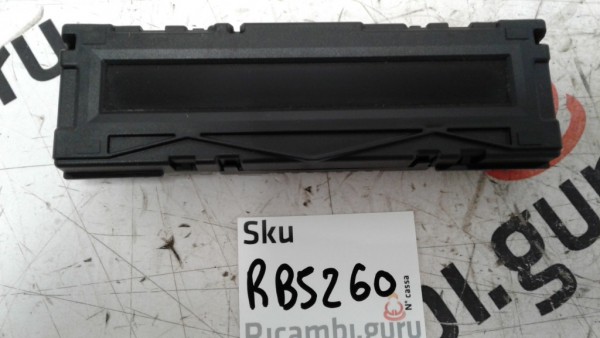 Sku
RB5260
N° cassa
Ricambi.guru